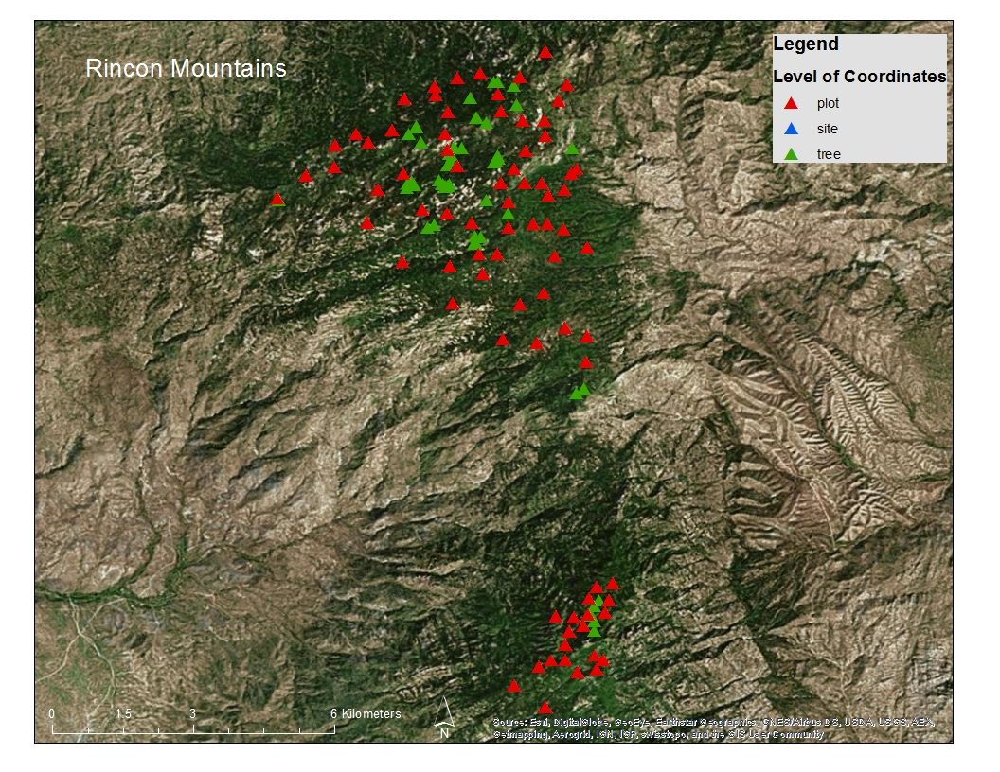 Rincon Mountains
Legend
Level of Coordinates
plot
site
tree
0 1.5 3 6 Kilometers
N
Source: Esri, DigitalGlobe, GeoEye, Earthstar Geographics, CNES/Airbus DS, USDA, USGS, AEX,
Getmapping, Aerogrid, IGN, IGP, swisstopo, and the GIS User Community